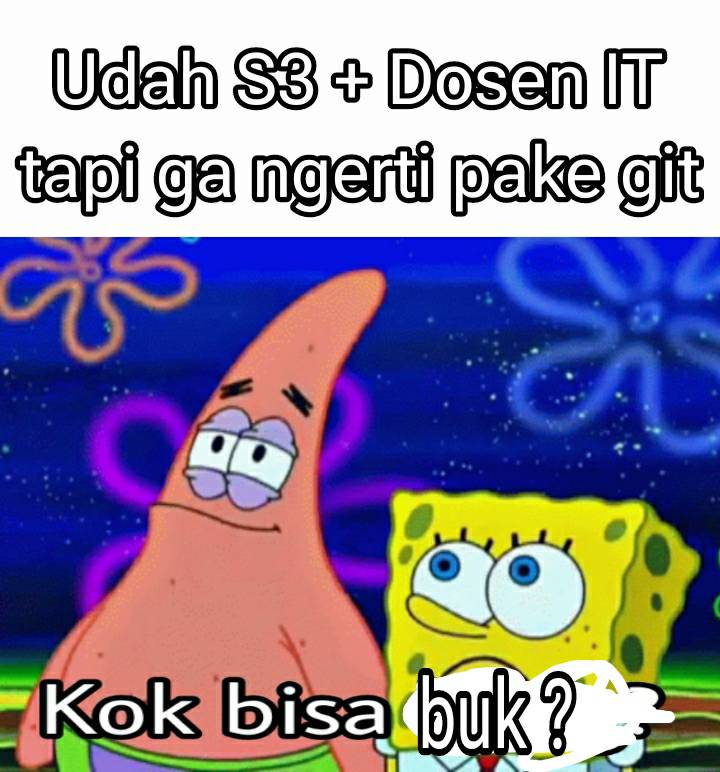 Udah S3 + Dosen IT
tapi ga ngerti pake git
Kok bisa buk?